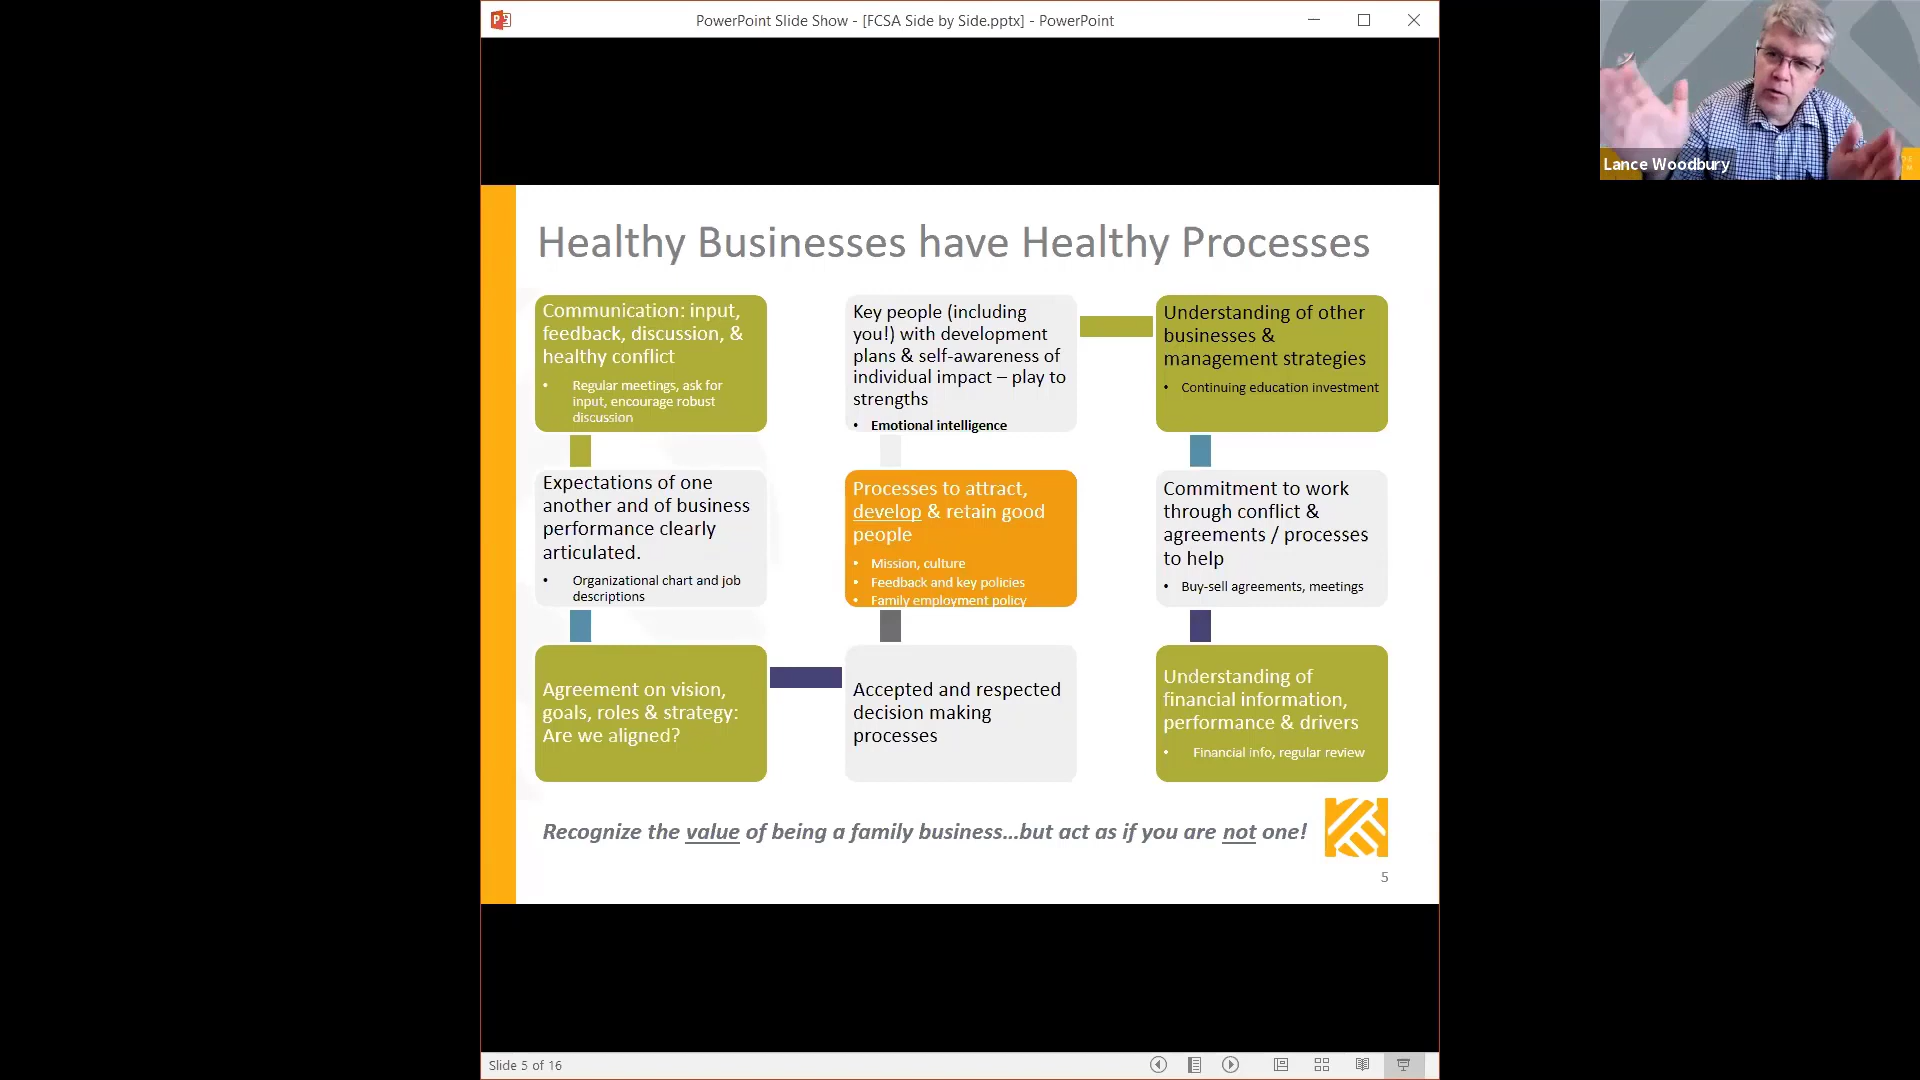 PowerPoint Slide Show - [FCSA Side by Side.pptx] - PowerPoint
Lance Woodbury
Healthy Businesses have Healthy Processes
Communication: input,
feedback, discussion, &
healthy conflict
• Regular meetings, ask for
input, encourage robust
discussion
Expectations of one
another and of business
performance clearly
articulated.
• Organizational chart and job
descriptions
Agreement on vision,
goals, roles & strategy:
Are we aligned?
Accepted and respected
decision making
processes
Processes to attract,
develop & retain good
people
• Mission, culture
• Feedback and key policies
• Family employment policy
Key people (including
you!) with development
plans & self-awareness of
individual impact – play to
strengths
• Emotional intelligence
Understanding of other
businesses &
management strategies
• Continuing education investment
Commitment to work
through conflict &
agreements / processes
to help
• Buy-sell agreements, meetings
Understanding of
financial information,
performance & drivers
• Financial info, regular review
Recognize the value of being a family business...but act as if you are not one!
5
Slide 5 of 16